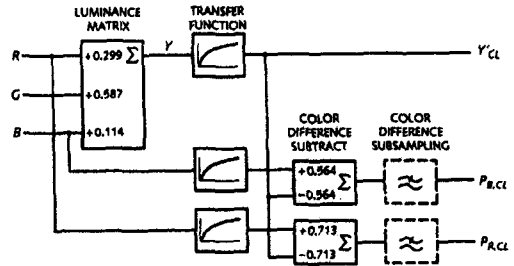 LUMINANCE MATRIX
TRANSFER FUNCTION
R
+0.299 Σ
Y
Y'CL
G
+0.587
B
+0.114
COLOR DIFFERENCE SUBTRACT
COLOR DIFFERENCE SUBSAMPLING
+0.564
Σ
-0.564
≈
PB,CL
+0.713
Σ
-0.713
≈
PR,CL